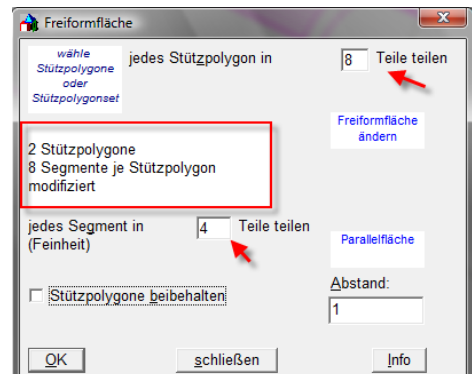 Freiformfläche
wähle
Stützpolygone
oder
Stützpolygonset
jedes Stützpolygon in
8 Teile teilen
Freiformfläche
ändern
2 Stützpolygone
8 Segmente je Stützpolygon
modifiziert
jedes Segment in
(Feinheit)
4 Teile teilen
Parallelfläche
Stützpolygone beibehalten
Abstand:
1
OK
schließen
Info